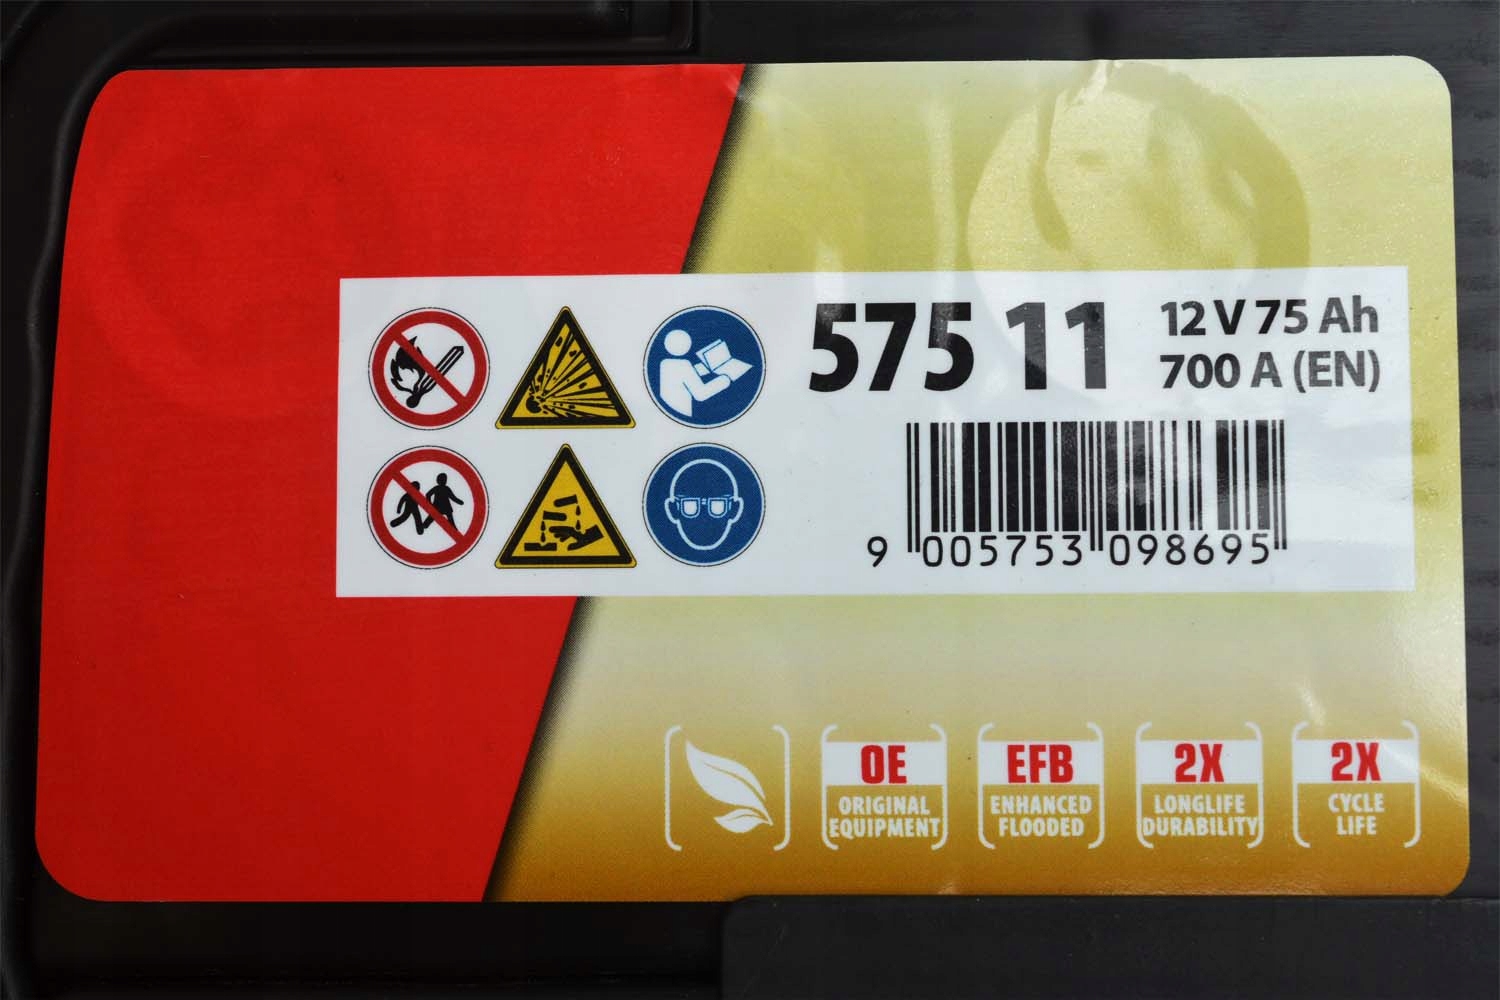 575 11
12 V 75 Ah
700 A (EN)
9 005753 098695
OE
ORIGINAL
EQUIPMENT
EFB
ENHANCED
FLOODED
2X
LONGLIFE
DURABILITY
2X
CYCLE
LIFE